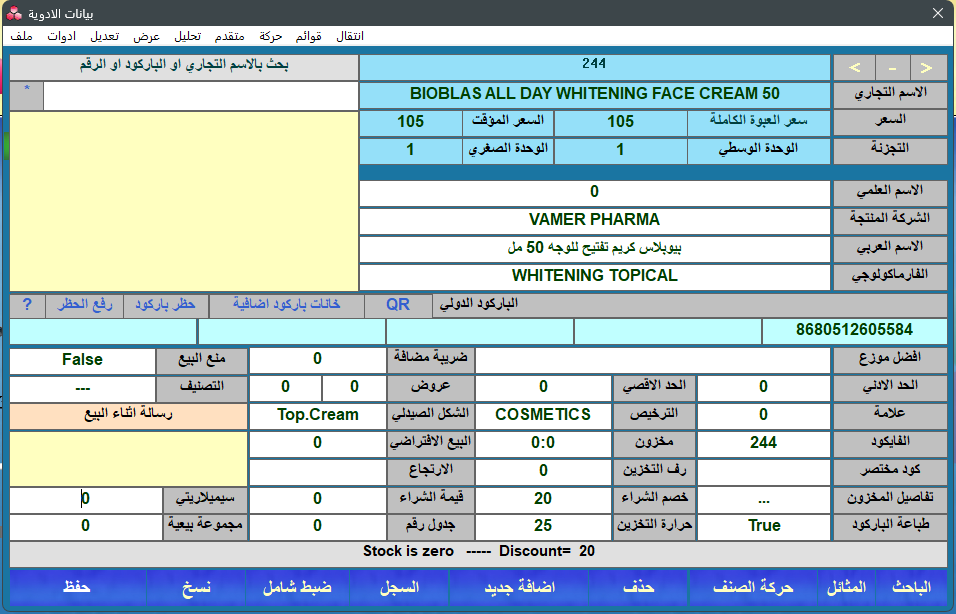 بيانات الادوية
ملف ادوات تعديل عرض تحليل متقدم حركة قوائم انتقال
< - > 244 بحث بالاسم التجاري او الباركود او الرقم
الاسم التجاري BIOBLAS ALL DAY WHITENING FACE CREAM 50 *
السعر سعر العبوة الكاملة 105 السعر المؤقت 105
التجزئة الوحدة الوسطي 1 الوحدة الصغري 1
الاسم العلمي 0
الشركة المنتجة VAMER PHARMA
الاسم العربي بيوبلاس كريم تفتيح للوجه 50 مل
الفارماكولوجي WHITENING TOPICAL
الباركود الدولي QR خانات باركود اضافية حظر باركود رفع الحظر ?
8680512605584
افضل موزع ضريبة مضافة 0 منع البيع False
الحد الادني 0 الحد الاقصي 0 عروض 0 0 التصنيف ---
علامة 0 الترخيص COSMETICS الشكل الصيدلي Top.Cream رسالة اثناء البيع
الفايكود 244 مخزون 0:0 البيع الافتراضي 0
كود مختصر رف التخزين 0 الارتجاع
تفاصيل المخزون ... خصم الشراء 20 قيمة الشراء 0 سيميلاريتي 0
طباعة الباركود True حرارة التخزين 25 جدول رقم 0 مجموعة بيعية 0
Stock is zero ----- Discount= 20
الباحث المثائل حركة الصنف حذف اضافة جديد السجل ضبط شامل نسخ حفظ